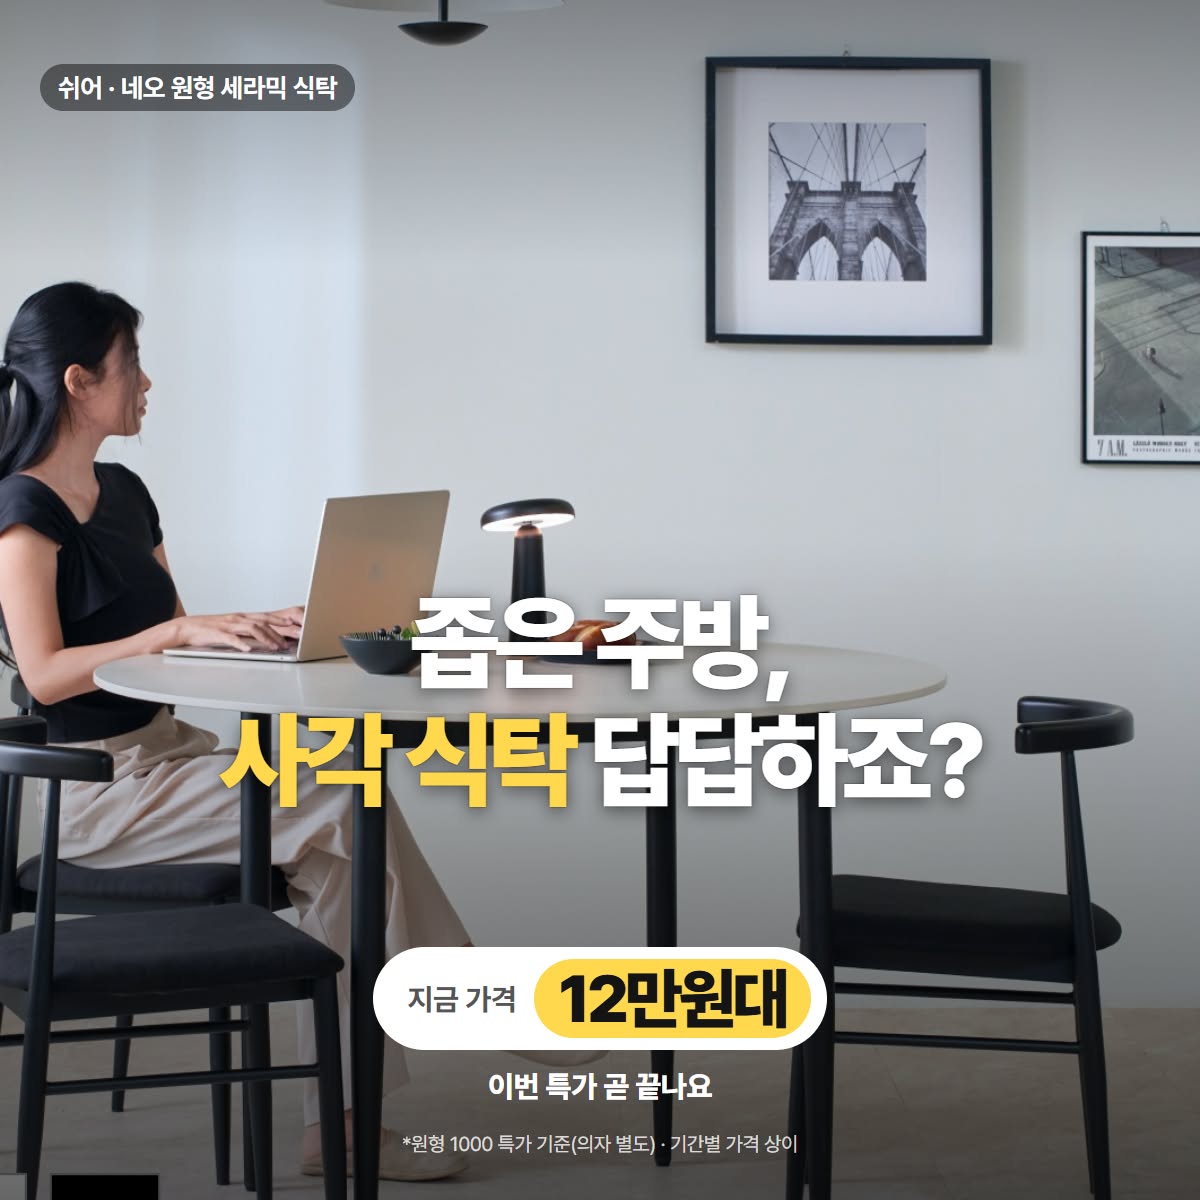 쉬어 · 네오 원형 세라믹 식탁
7 A.M.
좁은 주방,
사각 식탁 답답하죠?
지금 가격 12만원대
이번 특가 곧 끝나요
*원형 1000 특가 기준(의자 별도) · 기간별 가격 상이